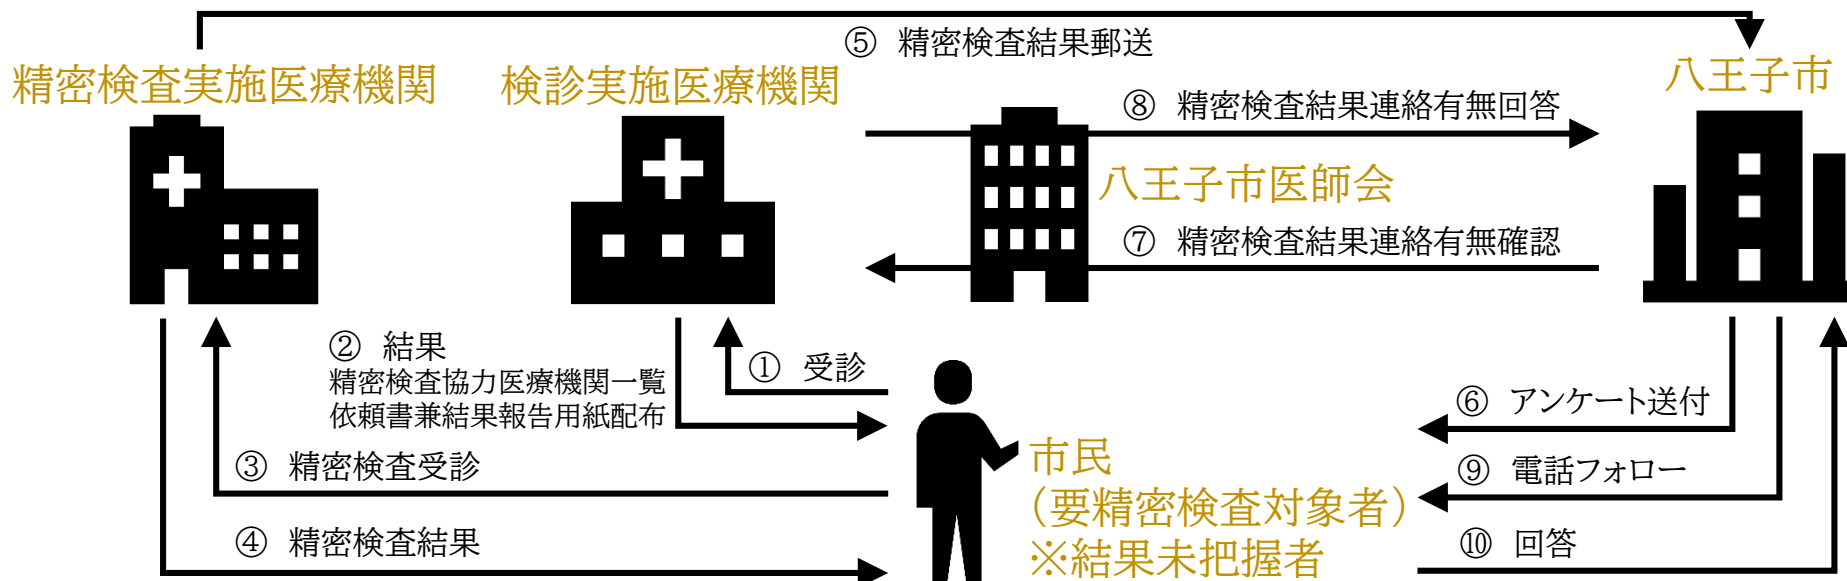 ⑤ 精密検査結果郵送
精密検査実施医療機関
検診実施医療機関
八王子市
⑧ 精密検査結果連絡有無回答
八王子市医師会
⑦ 精密検査結果連絡有無確認
② 結果
精密検査協力医療機関一覧
依頼書兼結果報告用紙配布
① 受診
⑥ アンケート送付
③ 精密検査受診
市民
(要精密検査対象者)
※結果未把握者
⑨ 電話フォロー
④ 精密検査結果
⑩ 回答